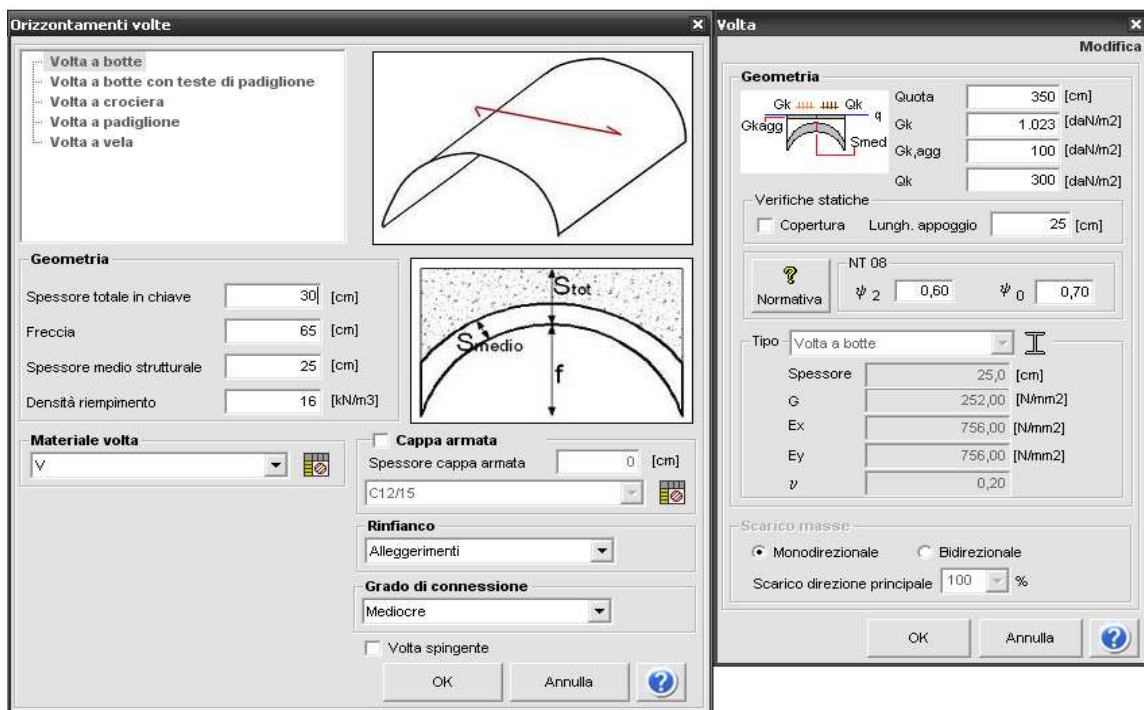 Orizzontamenti volte
Volta a botte
Volta a botte con teste di padiglione
Volta a crociera
Volta a padiglione
Volta a vela
Geometria
Spessore totale in chiave 30 [cm]
Freccia 65 [cm]
Spessore medio strutturale 25 [cm]
Densità riempimento 16 [kN/m3]
Stot
Smedio
f
Materiale volta
V
Cappa armata
Spessore cappa armata 0 [cm]
C12/15
Rinfianco
Alleggerimenti
Grado di connessione
Mediocre
Volta spingente
OK Annulla ?
Volta
Modifica
Geometria
Gk Qk
q
Gkagg
Smed
Quota 350 [cm]
Gk 1.023 [daN/m2]
Gk,agg 100 [daN/m2]
Qk 300 [daN/m2]
Verifiche statiche
Copertura Lungh. appoggio 25 [cm]
? Normativa
NT 08
ψ 2 0,60 ψ 0 0,70
Tipo Volta a botte
Spessore 25,0 [cm]
G 252,00 [N/mm2]
Ex 756,00 [N/mm2]
Ey 756,00 [N/mm2]
ν 0,20
Scarico masse
Monodirezionale Bidirezionale
Scarico direzione principale 100 %
OK Annulla ?